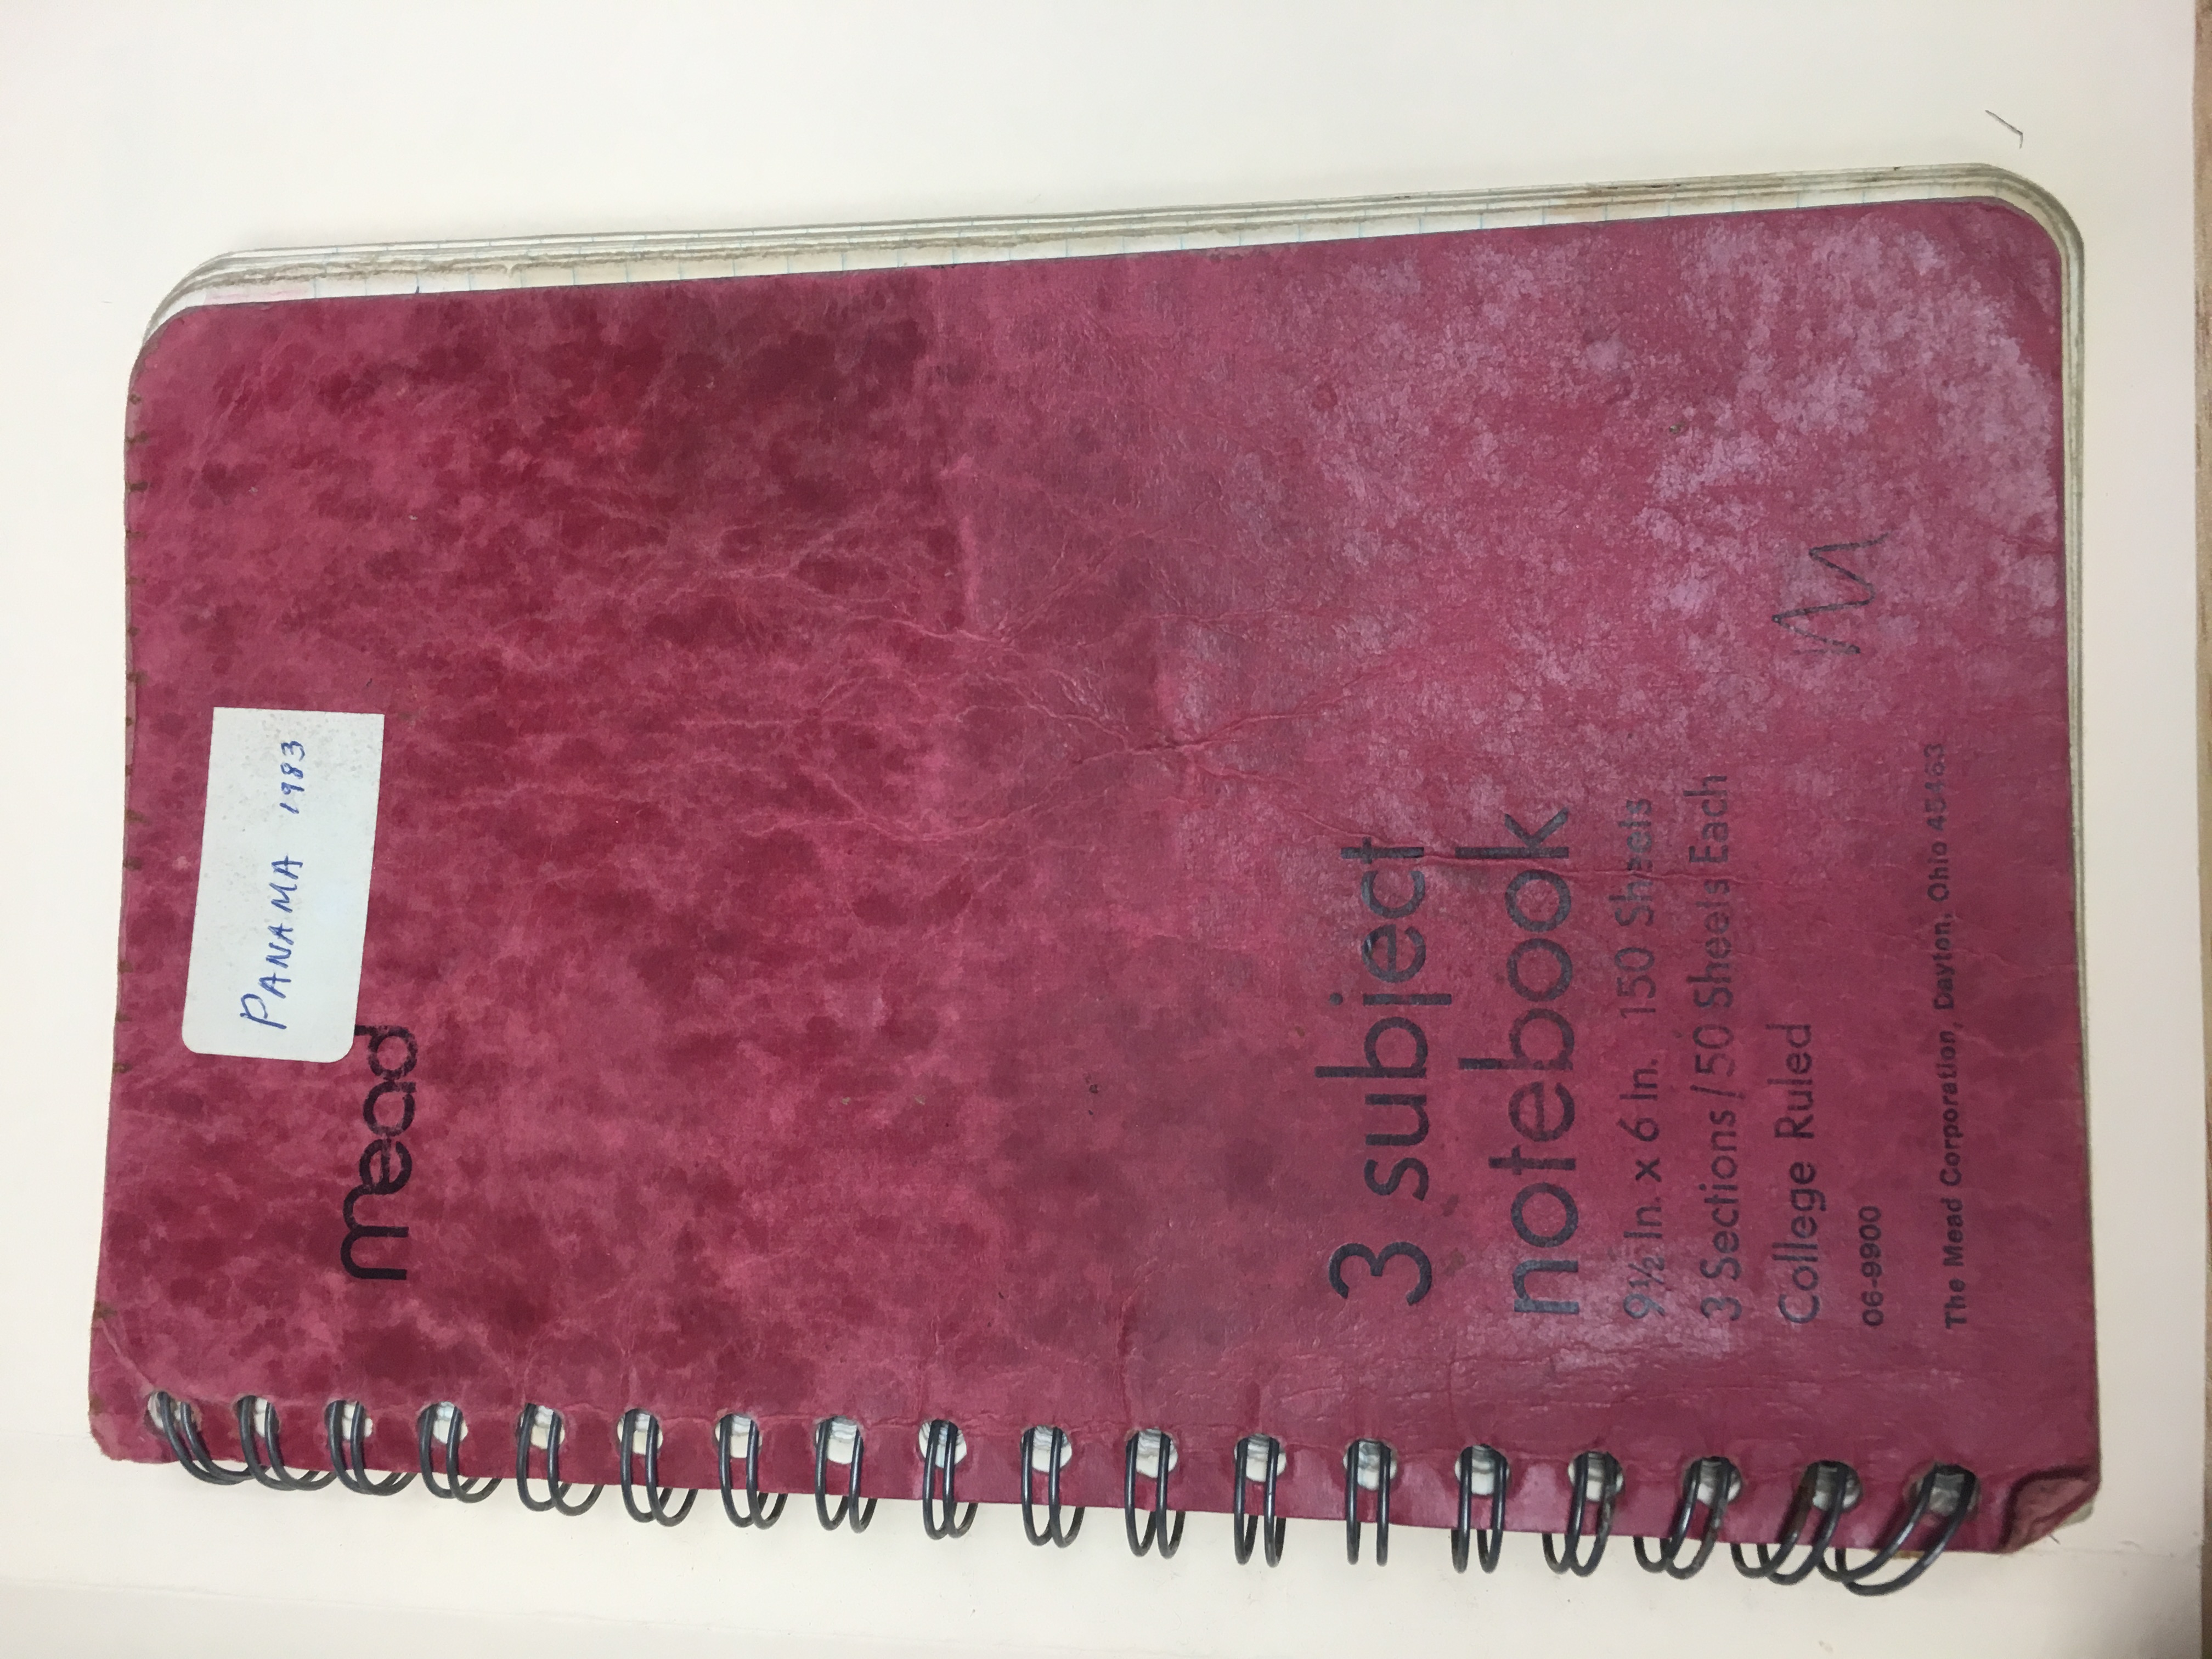 PANAMA 1983
mead
3 subject
notebook
9½ In. x 6 In. 150 Sheets
3 Sections / 50 Sheets Each
College Ruled
06-9900
The Mead Corporation, Dayton, Ohio 45463